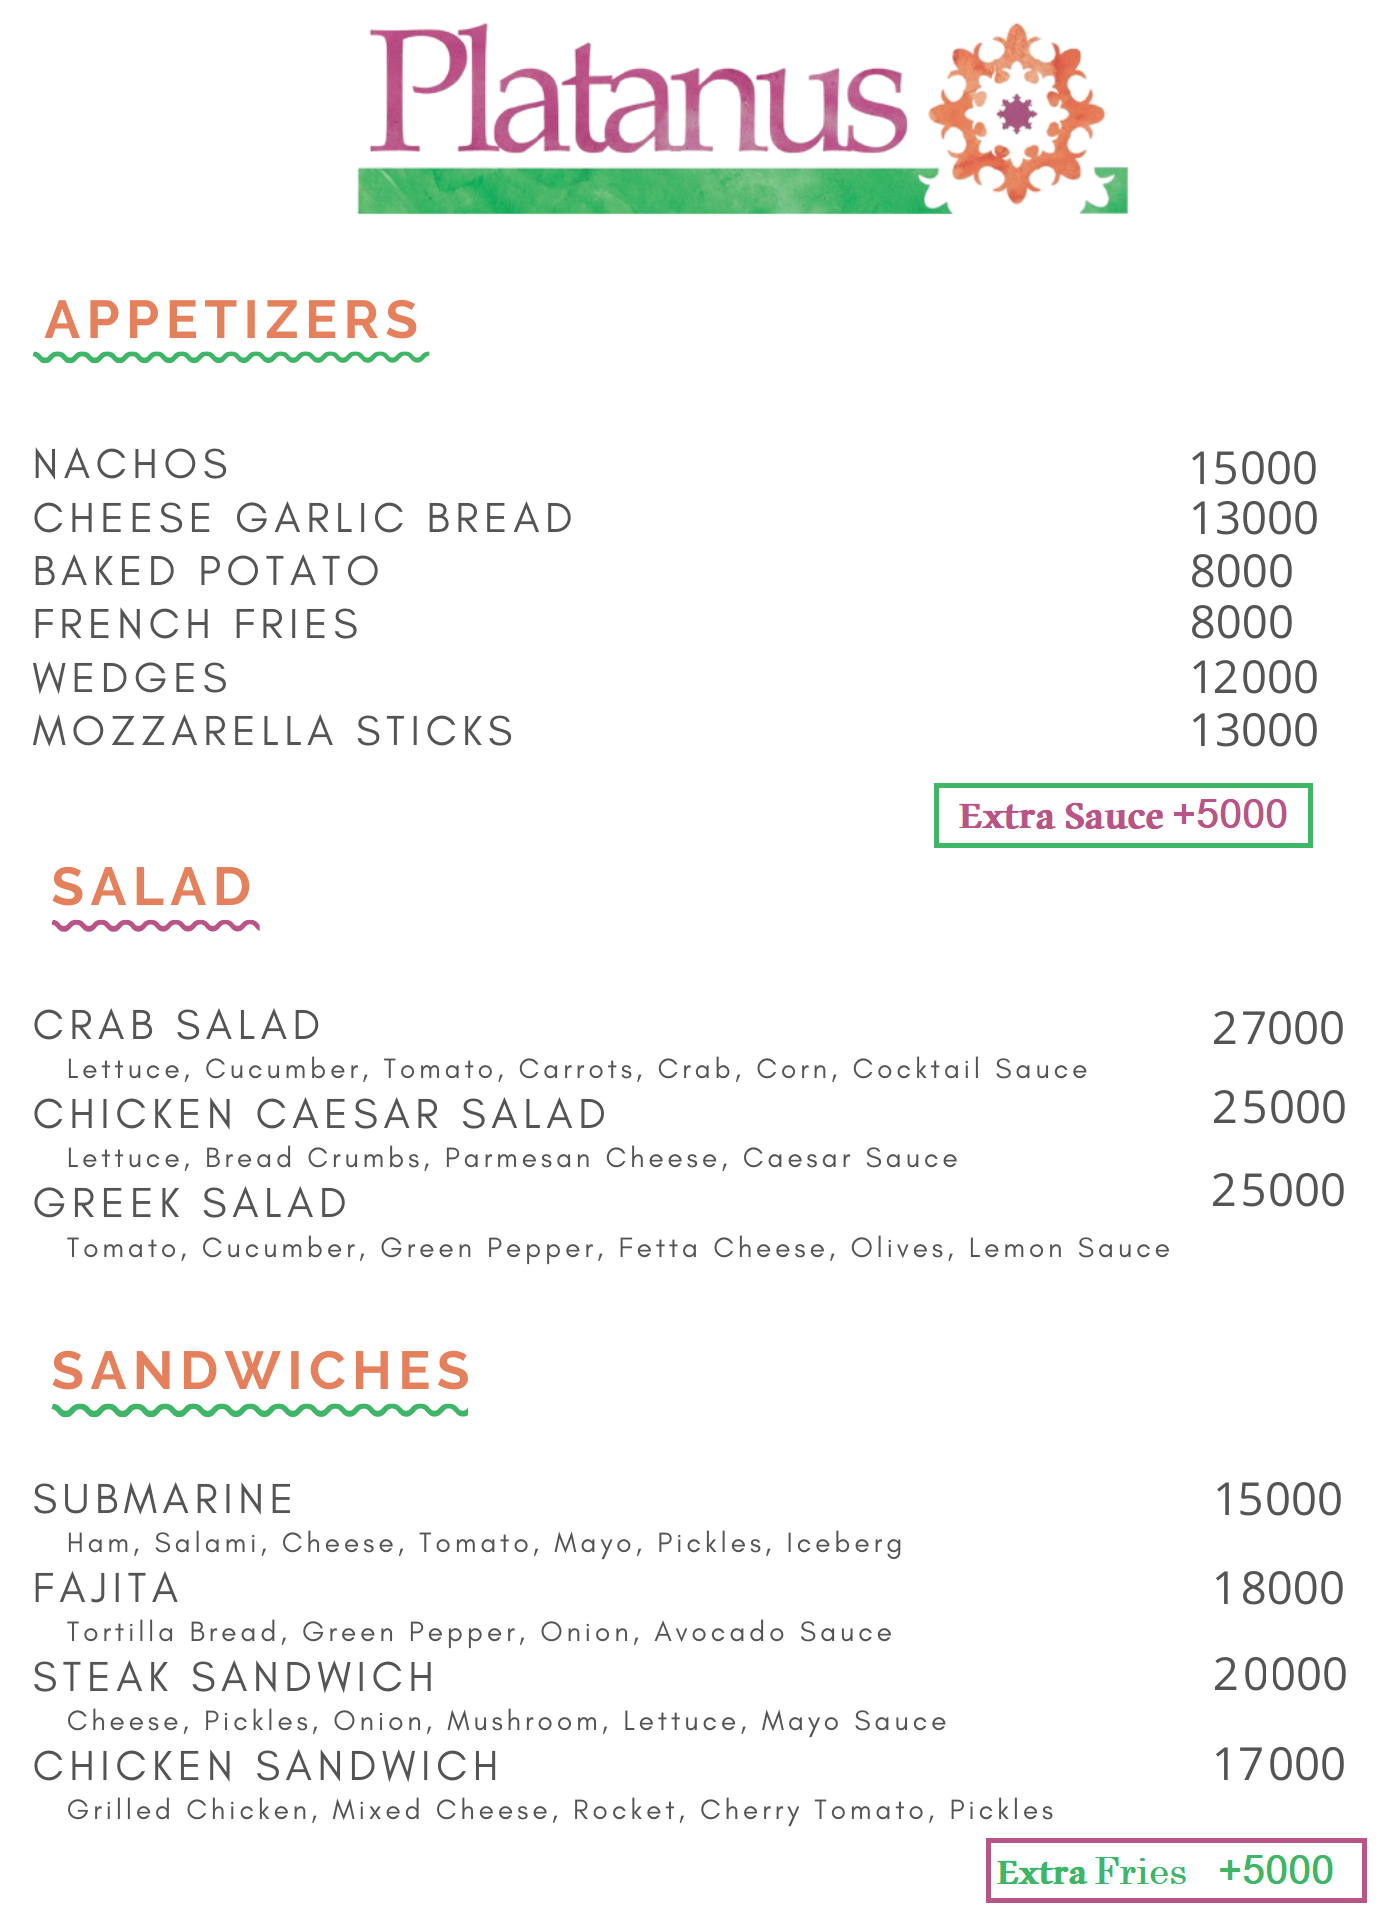 Platanus
APPETIZERS
NACHOS 15000
CHEESE GARLIC BREAD 13000
BAKED POTATO 8000
FRENCH FRIES 8000
WEDGES 12000
MOZZARELLA STICKS 13000
Extra Sauce +5000
SALAD
CRAB SALAD 27000
Lettuce, Cucumber, Tomato, Carrots, Crab, Corn, Cocktail Sauce
CHICKEN CAESAR SALAD 25000
Lettuce, Bread Crumbs, Parmesan Cheese, Caesar Sauce
GREEK SALAD 25000
Tomato, Cucumber, Green Pepper, Fetta Cheese, Olives, Lemon Sauce
SANDWICHES
SUBMARINE 15000
Ham, Salami, Cheese, Tomato, Mayo, Pickles, Iceberg
FAJITA 18000
Tortilla Bread, Green Pepper, Onion, Avocado Sauce
STEAK SANDWICH 20000
Cheese, Pickles, Onion, Mushroom, Lettuce, Mayo Sauce
CHICKEN SANDWICH 17000
Grilled Chicken, Mixed Cheese, Rocket, Cherry Tomato, Pickles
Extra Fries +5000